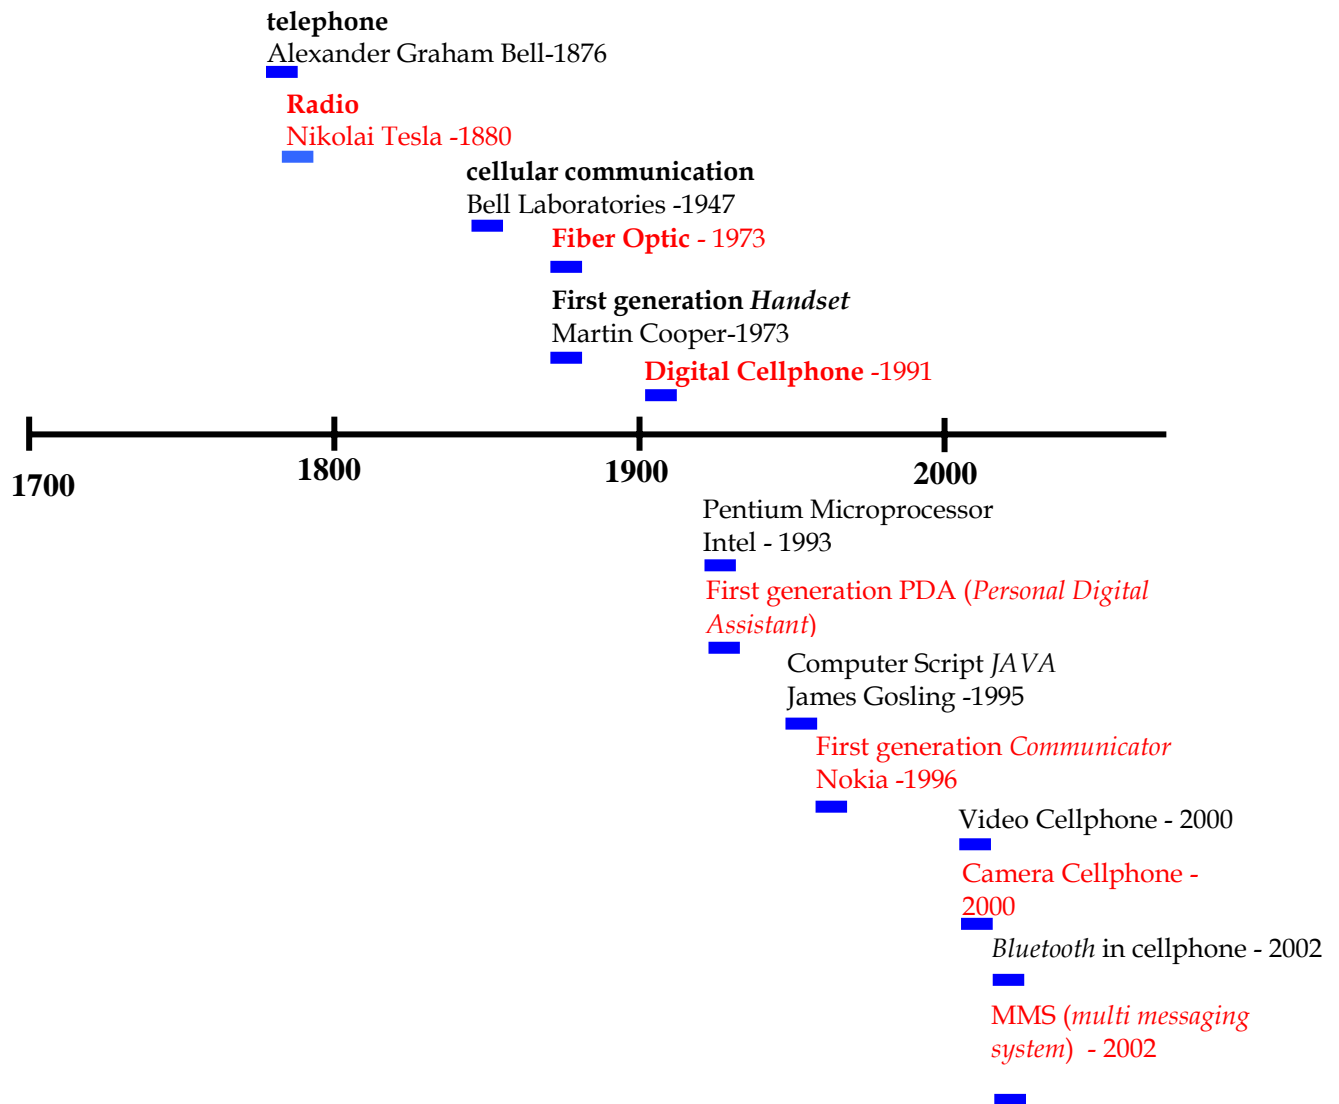 telephone
Alexander Graham Bell-1876
Radio
Nikolai Tesla -1880
cellular communication
Bell Laboratories -1947
Fiber Optic - 1973
First generation Handset
Martin Cooper-1973
Digital Cellphone -1991
1700
1800
1900
2000
Pentium Microprocessor
Intel - 1993
First generation PDA (Personal Digital
Assistant)
Computer Script JAVA
James Gosling -1995
First generation Communicator
Nokia -1996
Video Cellphone - 2000
Camera Cellphone -
2000
Bluetooth in cellphone - 2002
MMS (multi messaging
system)  - 2002